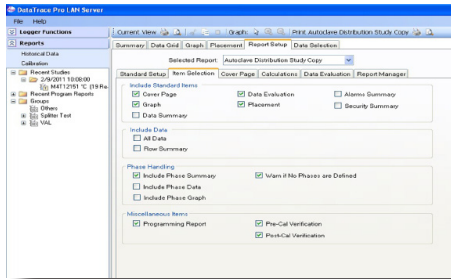 DataTrace Pro LAN Server
File Help
Logger Functions
Reports
Historical Data
Calibration
Recent Studies
2/9/2011 10:08:00
M4T12151 °C (19 Re
Recent Program Reports
Groups
Others
Splitter Test
VAL
Current View Graph: Print Autoclave Distribution Study Copy
Summary Data Grid Graph Placement Report Setup Data Selection
Selected Report: Autoclave Distribution Study Copy
Standard Setup Item Selection Cover Page Calculations Data Evaluation Report Manager
Include Standard Items
Cover Page Data Evaluation Alarms Summary
Graph Placement Security Summary
Data Summary
Include Data
All Data
Row Summary
Phase Handling
Include Phase Summary Warn if No Phases are Defined
Include Phase Data
Include Phase Graph
Miscellaneous Items
Programming Report Pre-Cal Verification
Post-Cal Verification